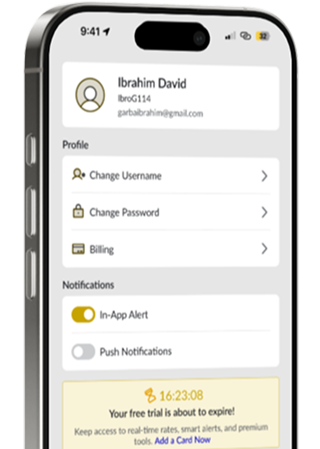 9:41
32
Ibrahim David
IbroG114
garbaibrahim@gmail.com
Profile
Change Username
Change Password
Billing
Notifications
In-App Alert
Push Notifications
16:23:08
Your free trial is about to expire!
Keep access to real-time rates, smart alerts, and premium
tools. Add a Card Now